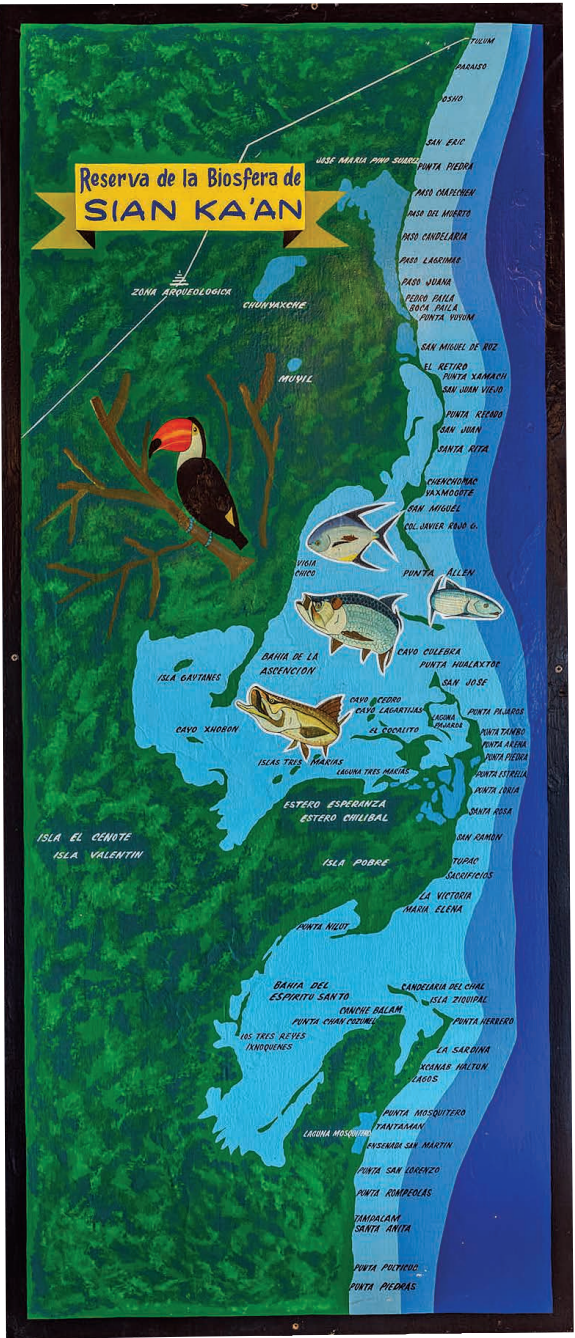 TULUM
PARAISO
OSHO
SAN ERIC
JOSE MARIA PINO SUAREZ
PUNTA PIEDRA
Reserva de la Biosfera de
SIAN KA'AN
PASO CAAPECHEN
PASO DEL MUERTO
PASO CANDELARIA
PASO LAGRIMAS
ZONA ARQUEOLOGICA
CHUNYAXCHE
PASO JUANA
PEDRO PAILA
BOCA PAILA
PUNTA YUYUM
SAN MIGUEL DE RUZ
EL RETIRO
MUYIL
PUNTA XAMACH
SAN JUAN VIEJO
PUNTA RECODO
SAN JUAN
SANTA RITA
CHENCHOMAC
YAXMOGOTE
SAN MIGUEL
COL. JAVIER ROJO G.
VIGIA
CHICO
PUNTA ALLEN
BAHIA DE LA
ASCENCION
CAYO CULEBRA
PUNTA HUALAXTOC
ISLA GAYTANES
SAN JOSE
CAYO CEDRO
CAYO LAGARTIJAS
LAGUNA
PAJAROS
PUNTA PAJAROS
CAYO XHOBON
EL COCALITO
PUNTA TAMBO
PUNTA ARENA
PUNTA PIEDRA
ISLAS TRES MARIAS
LAGUNA TRES MARIAS
PUNTA ESTRELLA
PUNTA LORIA
ESTERO ESPERANZA
ESTERO CHILIBAL
SANTA ROSA
ISLA EL CENOTE
ISLA VALENTIN
SAN RAMON
ISLA POBRE
TUPAC
SACRIFICIOS
LA VICTORIA
MARIA ELENA
PUNTA NILUT
BAHIA DEL
ESPIRITU SANTO
CANDELARIA DEL CHAL
ISLA ZIQUIPAL
CANCHE BALAM
PUNTA CHAN COZUMEL
PUNTA HERRERO
LOS TRES REYES
IXNOQUENES
LA SARDINA
XCANAB HALTUN
LAGOS
PUNTA MOSQUITERO
TANTAMAN
LAGUNA MOSQUITERO
ENSENADA SAN MARTIN
PUNTA SAN LORENZO
PUNTA ROMPEOLAS
TAMPALAM
SANTA ANITA
PUNTA PULTICUC
PUNTA PIEDRAS